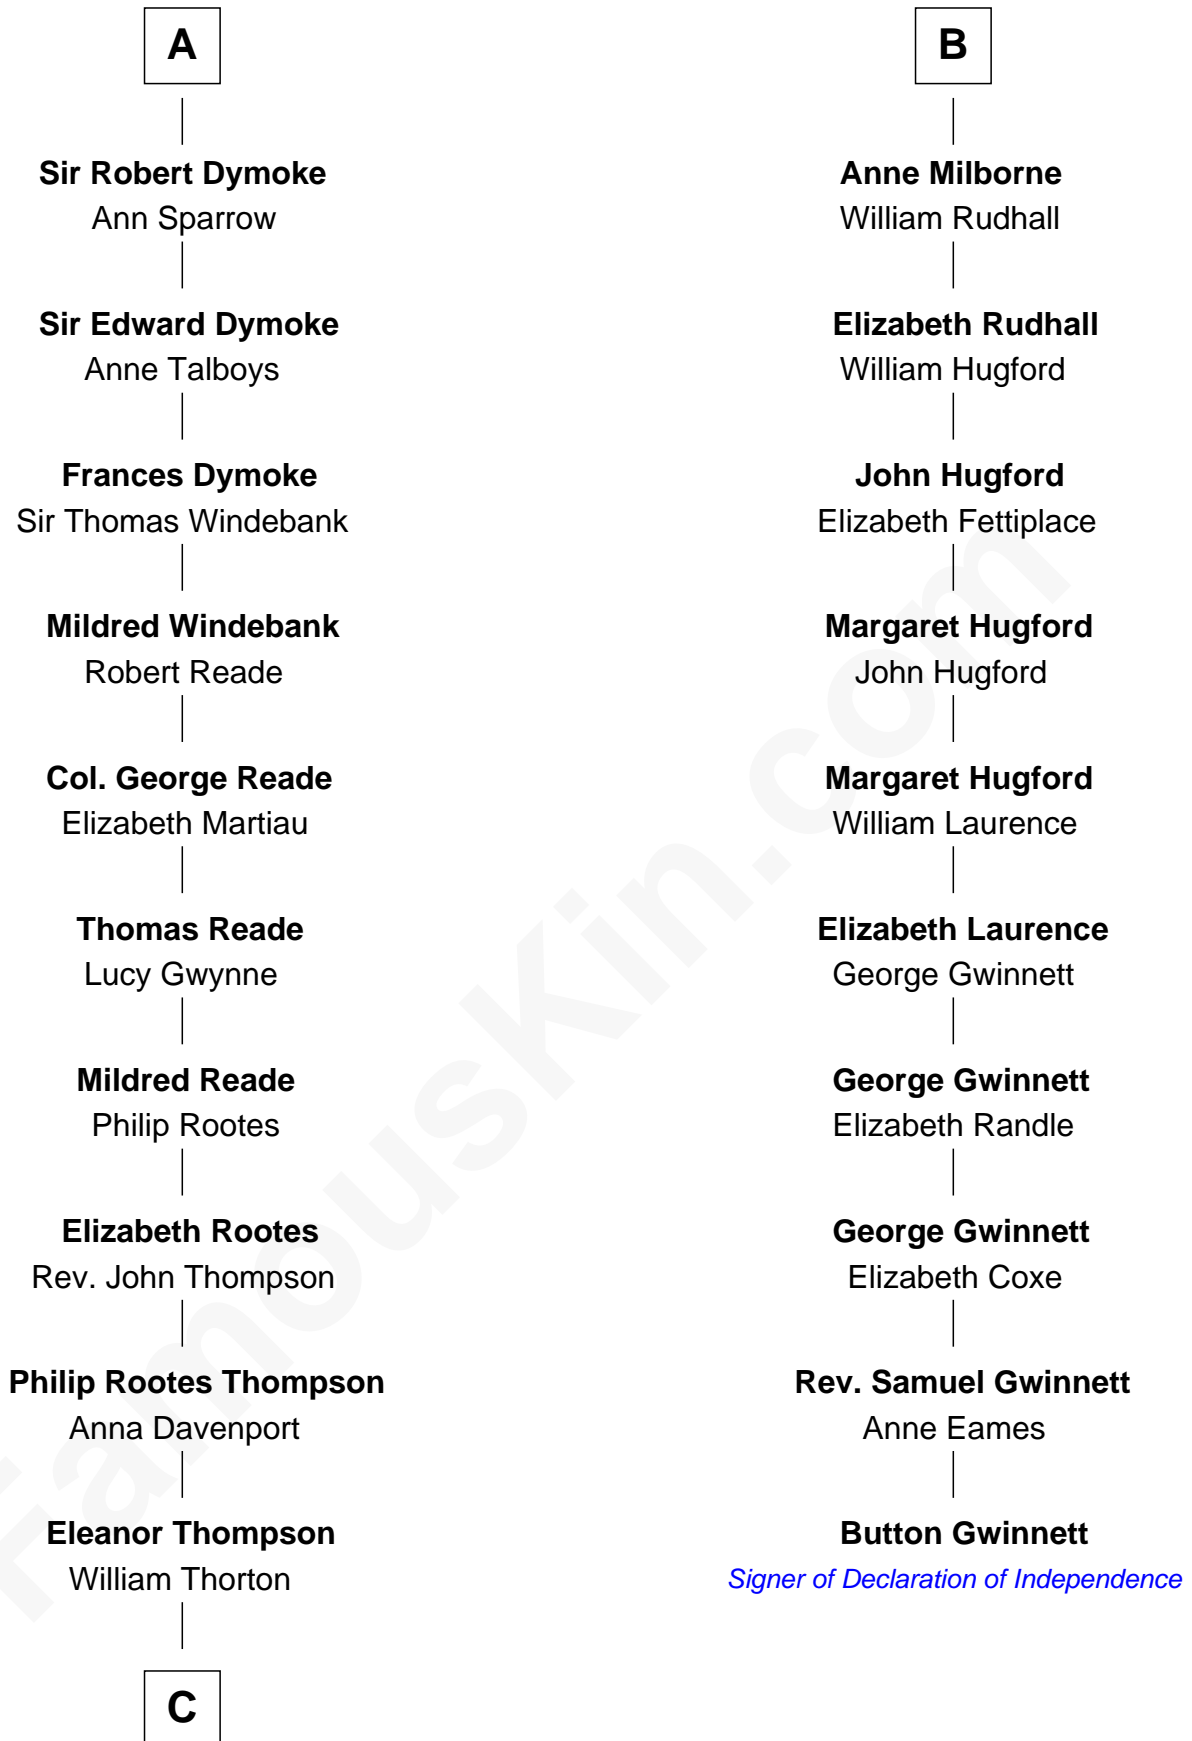 A
Sir Robert Dymoke
Ann Sparrow
Sir Edward Dymoke
Anne Talboys
Frances Dymoke
Sir Thomas Windebank
Mildred Windebank
Robert Reade
Col. George Reade
Elizabeth Martiau
Thomas Reade
Lucy Gwynne
Mildred Reade
Philip Rootes
Elizabeth Rootes
Rev. John Thompson
Philip Rootes Thompson
Anna Davenport
Eleanor Thompson
William Thorton
C
B
Anne Milborne
William Rudhall
Elizabeth Rudhall
William Hugford
John Hugford
Elizabeth Fettiplace
Margaret Hugford
John Hugford
Margaret Hugford
William Laurence
Elizabeth Laurence
George Gwinnett
George Gwinnett
Elizabeth Randle
George Gwinnett
Elizabeth Coxe
Rev. Samuel Gwinnett
Anne Eames
Button Gwinnett
Signer of Declaration of Independence
FamousKin.com